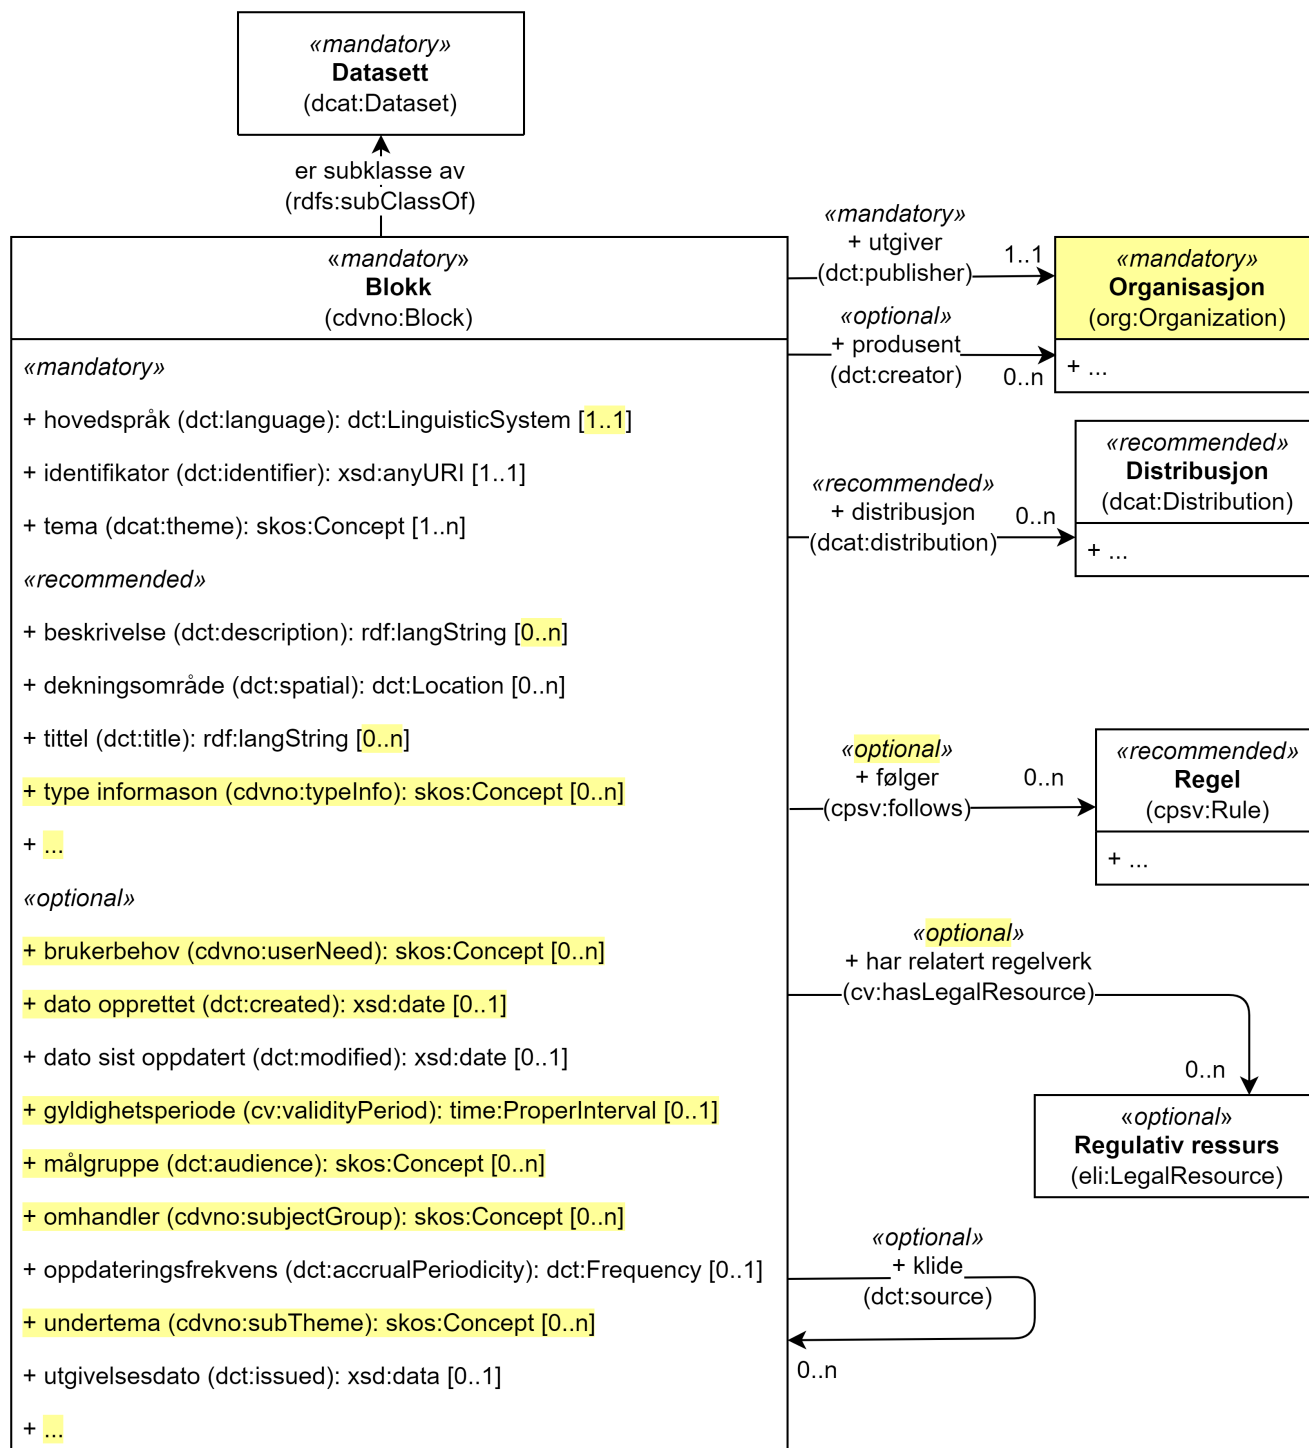 «mandatory»
Datasett
(dcat:Dataset)
er subklasse av
(rdfs:subClassOf)
«mandatory»
Blokk
(cdvno:Block)
«mandatory»
+ hovedspråk (dct:language): dct:LinguisticSystem [1..1]
+ identifikator (dct:identifier): xsd:anyURI [1..1]
+ tema (dcat:theme): skos:Concept [1..n]
«recommended»
+ beskrivelse (dct:description): rdf:langString [0..n]
+ dekningsområde (dct:spatial): dct:Location [0..n]
+ tittel (dct:title): rdf:langString [0..n]
+ type informason (cdvno:typeInfo): skos:Concept [0..n]
+ ...
«optional»
+ brukerbehov (cdvno:userNeed): skos:Concept [0..n]
+ dato opprettet (dct:created): xsd:date [0..1]
+ dato sist oppdatert (dct:modified): xsd:date [0..1]
+ gyldighetsperiode (cv:validityPeriod): time:ProperInterval [0..1]
+ målgruppe (dct:audience): skos:Concept [0..n]
+ omhandler (cdvno:subjectGroup): skos:Concept [0..n]
+ oppdateringsfrekvens (dct:accrualPeriodicity): dct:Frequency [0..1]
+ undertema (cdvno:subTheme): skos:Concept [0..n]
+ utgivelsesdato (dct:issued): xsd:data [0..1]
+ ...
«mandatory»
+ utgiver
(dct:publisher)
1..1
«optional»
+ produsent
(dct:creator)
0..n
«mandatory»
Organisasjon
(org:Organization)
+ ...
«recommended»
+ distribusjon
(dcat:distribution)
0..n
«recommended»
Distribusjon
(dcat:Distribution)
+ ...
«optional»
+ følger
(cpsv:follows)
0..n
«recommended»
Regel
(cpsv:Rule)
+ ...
«optional»
+ har relatert regelverk
(cv:hasLegalResource)
0..n
«optional»
Regulativ ressurs
(eli:LegalResource)
«optional»
+ klide
(dct:source)
0..n